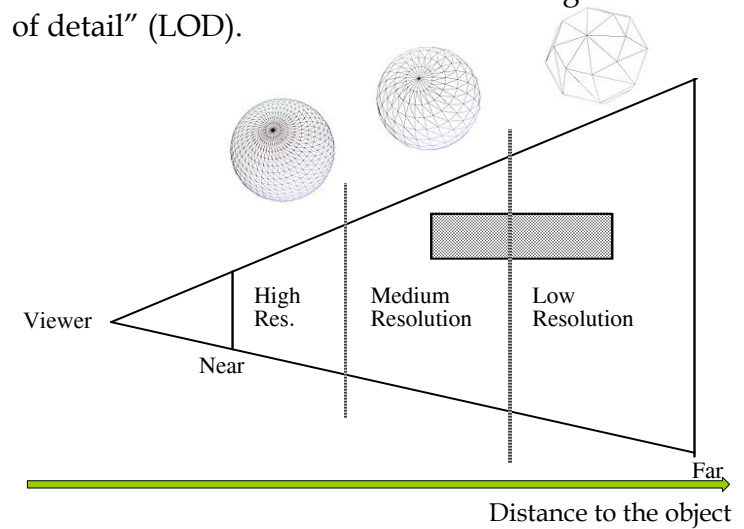 of detail” (LOD).
High
Res.
Medium
Resolution
Low
Resolution
Viewer
Near
Far
Distance to the object